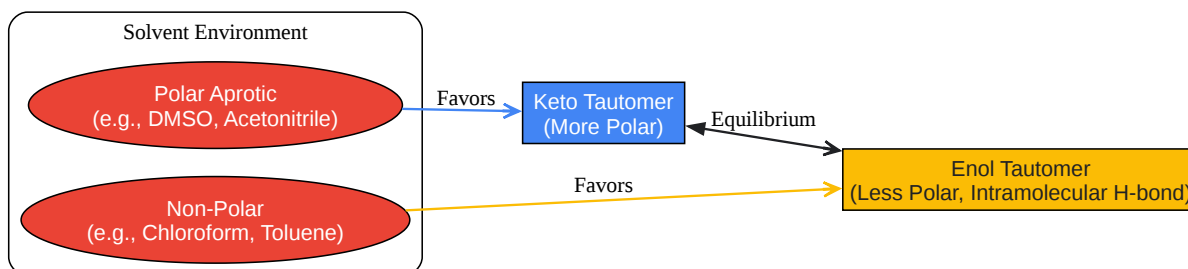 Solvent Environment
Polar Aprotic
(e.g., DMSO, Acetonitrile)
Favors
Keto Tautomer
(More Polar)
Equilibrium
Enol Tautomer
(Less Polar, Intramolecular H-bond)
Favors
Non-Polar
(e.g., Chloroform, Toluene)